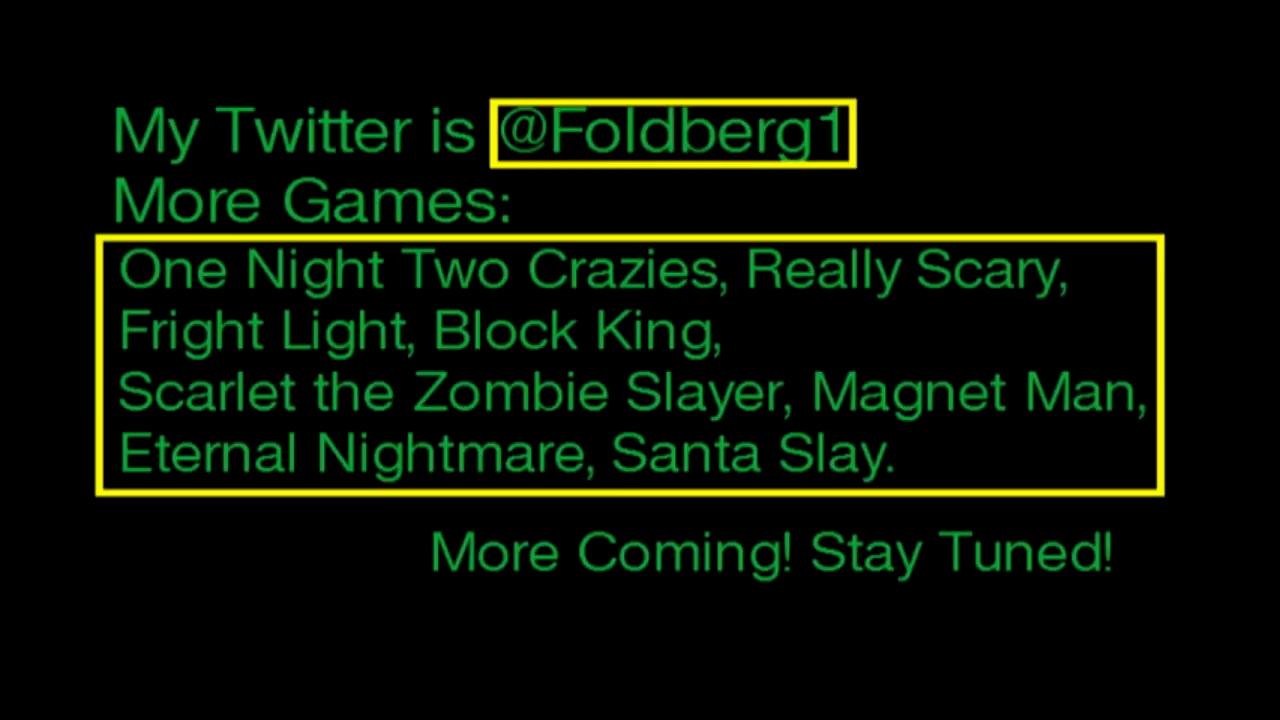 My Twitter is @Foldberg1
More Games:
One Night Two Crazies, Really Scary,
Fright Light, Block King,
Scarlet the Zombie Slayer, Magnet Man,
Eternal Nightmare, Santa Slay.
More Coming! Stay Tuned!